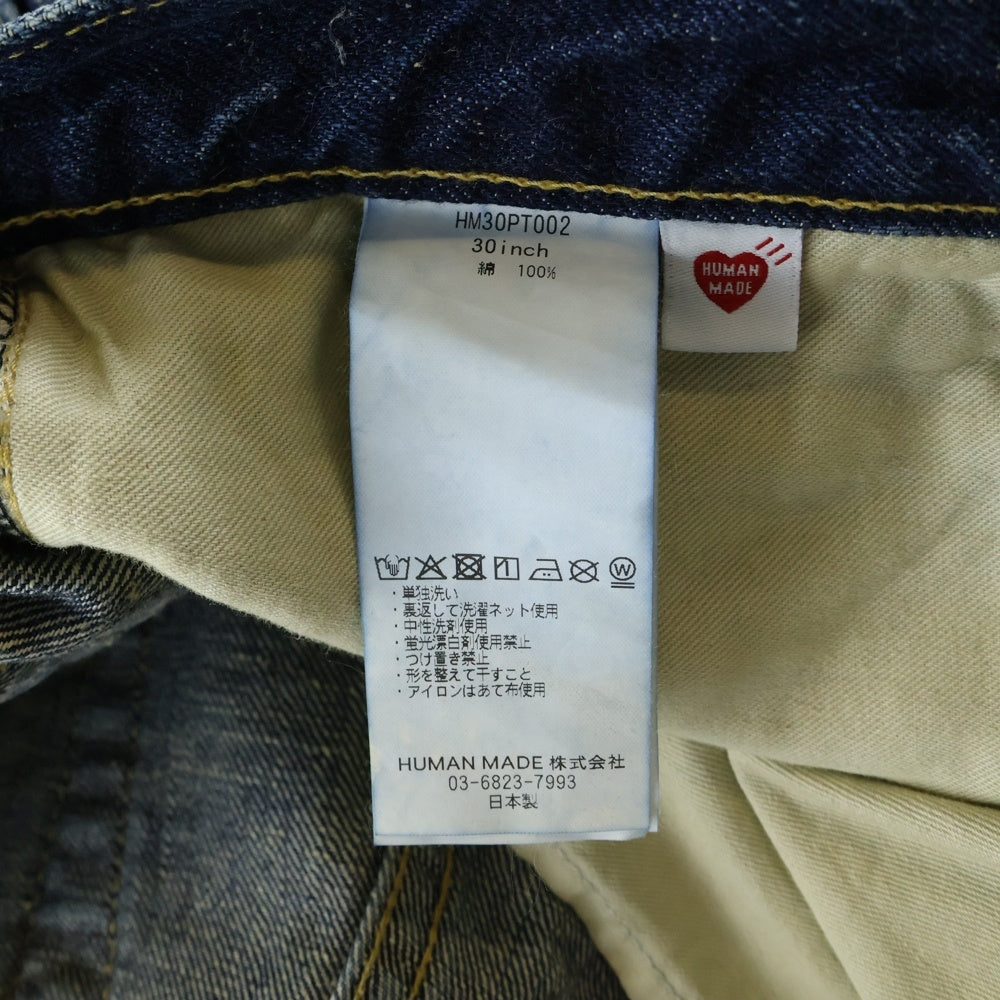 HM30PT002
30inch
綿 100%
HUMAN
MADE
・単独洗い
・裏返して洗濯ネット使用
・中性洗剤使用
・蛍光漂白剤使用禁止
・つけ置き禁止
・形を整えて干すこと
・アイロンはあて布使用
HUMAN MADE 株式会社
03-6823-7993
日本製